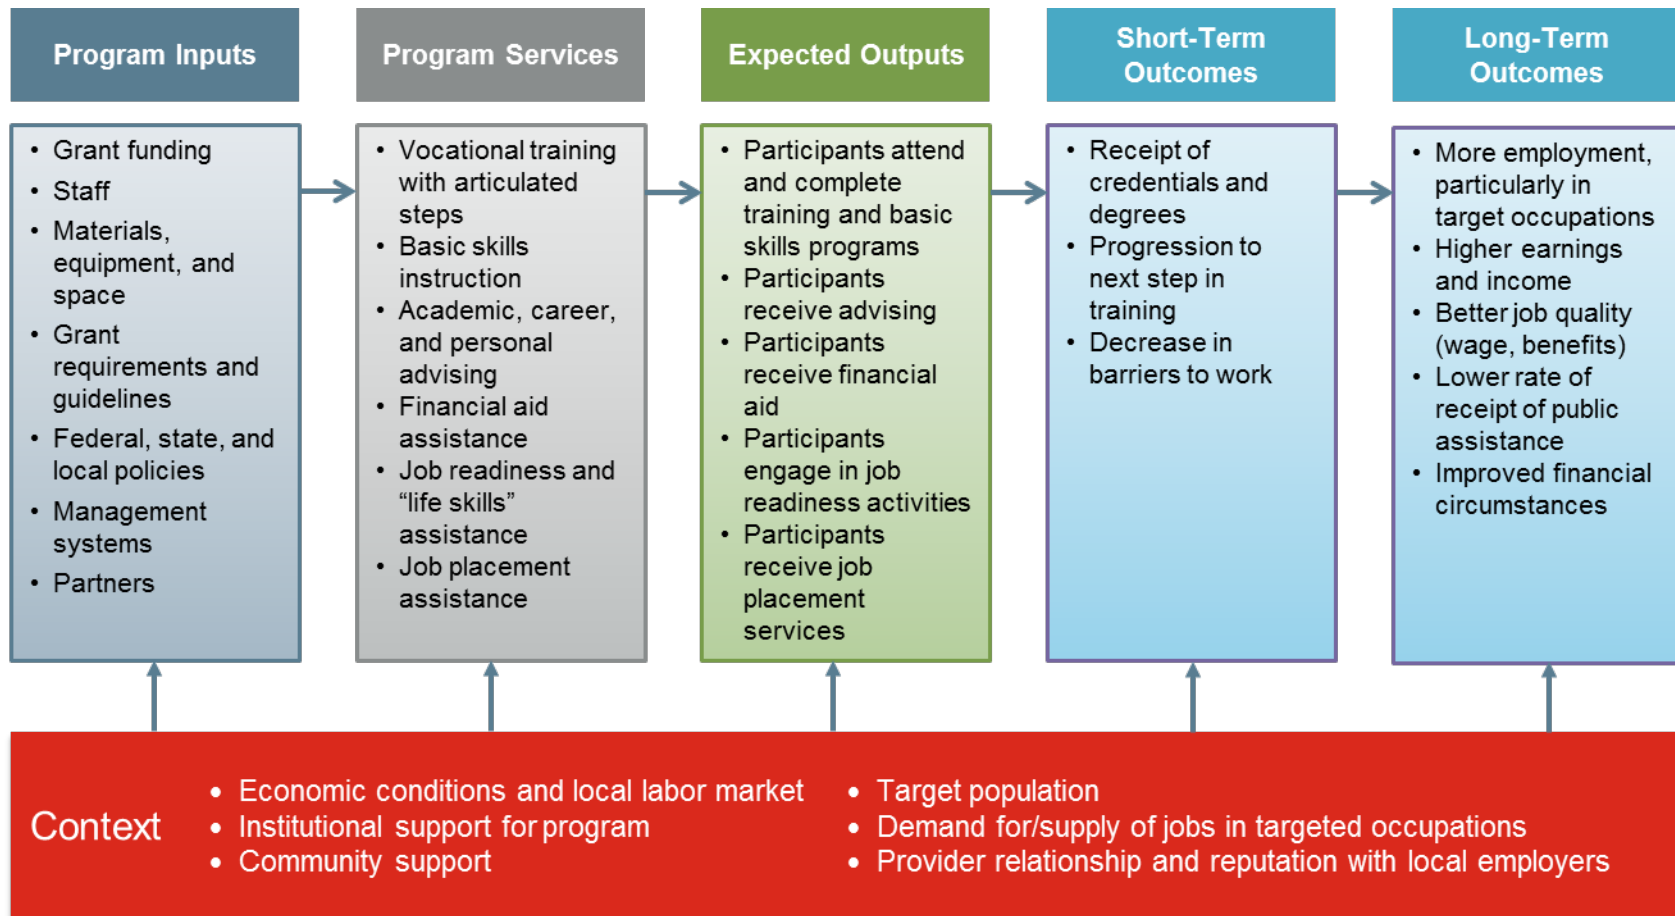 Program Inputs
Program Services
Expected Outputs
Short-Term
Outcomes
Long-Term
Outcomes
• Grant funding
• Staff
• Materials,
equipment, and
space
• Grant
requirements and
guidelines
• Federal, state, and
local policies
• Management
systems
• Partners
• Vocational training
with articulated
steps
• Basic skills
instruction
• Academic, career,
and personal
advising
• Financial aid
assistance
• Job readiness and
“life skills”
assistance
• Job placement
assistance
• Participants attend
and complete
training and basic
skills programs
• Participants
receive advising
• Participants
receive financial
aid
• Participants
engage in job
readiness activities
• Participants
receive job
placement
services
• Receipt of
credentials and
degrees
• Progression to
next step in
training
• Decrease in
barriers to work
• More employment,
particularly in
target occupations
• Higher earnings
and income
• Better job quality
(wage, benefits)
• Lower rate of
receipt of public
assistance
• Improved financial
circumstances
Context
• Economic conditions and local labor market
• Institutional support for program
• Community support
• Target population
• Demand for/supply of jobs in targeted occupations
• Provider relationship and reputation with local employers